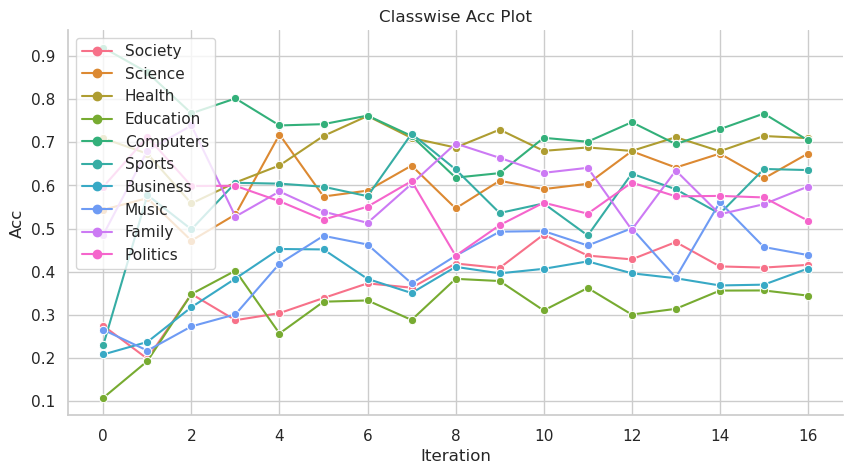 Classwise Acc Plot
Society
Science
Health
Education
Computers
Sports
Business
Music
Family
Politics
Acc
0.9
0.8
0.7
0.6
0.5
0.4
0.3
0.2
0.1
0 2 4 6 8 10 12 14 16
Iteration